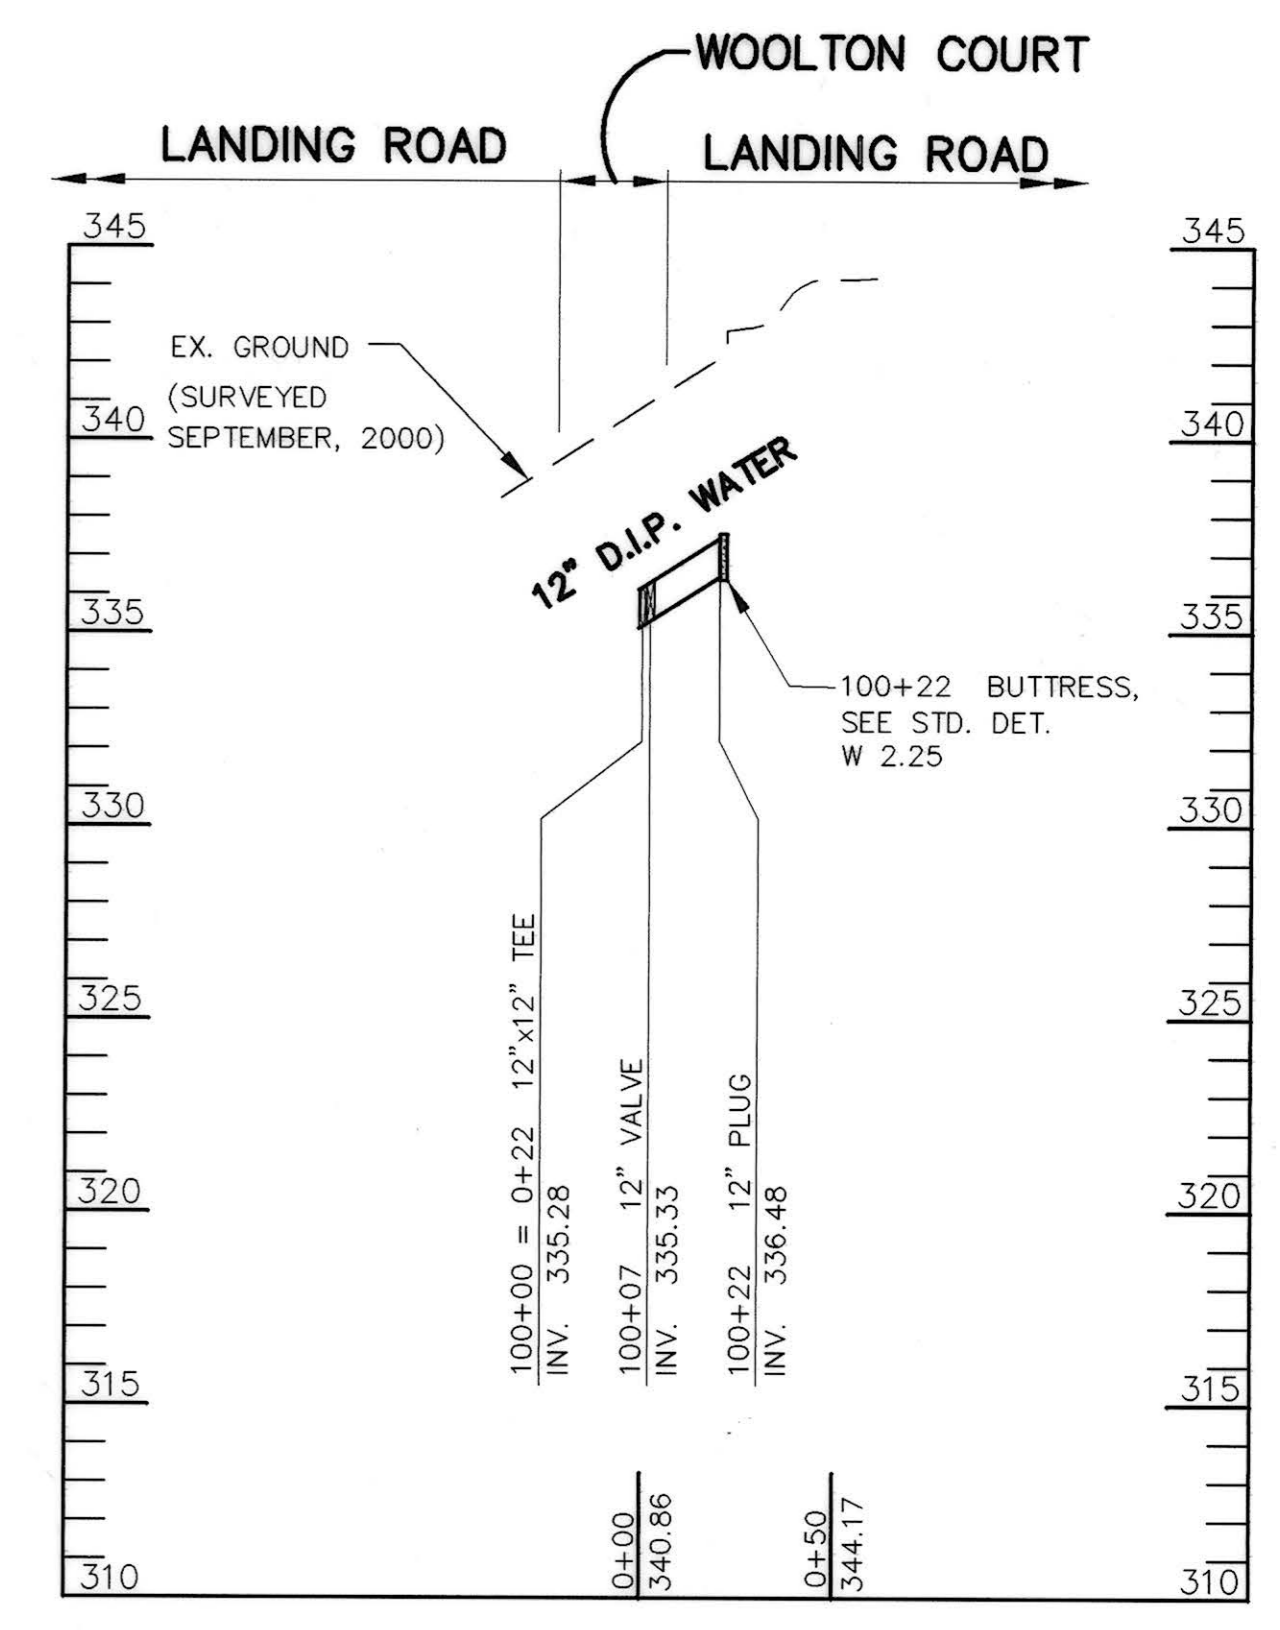 WOOLTON COURT
LANDING ROAD
LANDING ROAD
345
345
EX. GROUND
(SURVEYED
SEPTEMBER, 2000)
340
340
12" D.I.P. WATER
335
335
100+22 BUTTRESS,
SEE STD. DET.
W 2.25
330
330
325
325
320
320
315
315
310
310
100+00 = 0+22 12"x12" TEE
INV. 335.28
100+07 12" VALVE
INV. 335.33
100+22 12" PLUG
INV. 336.48
0+00
340.86
0+50
344.17